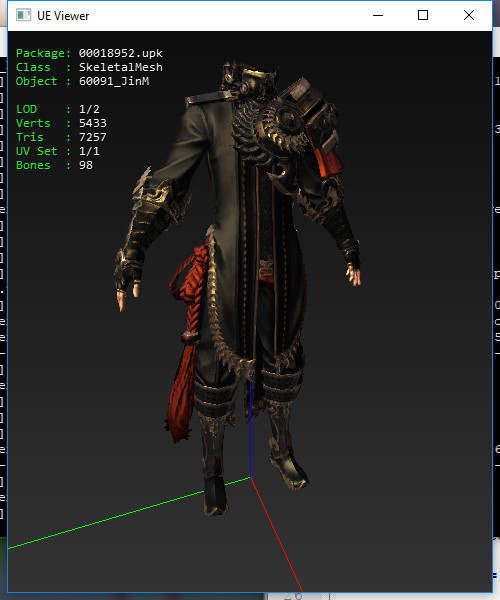 UE Viewer
Package: 00018952.upk
Class : SkeletalMesh
Object : 60091_JinM
LOD : 1/2
Verts : 5433
Tris : 7257
UV Set : 1/1
Bones : 98